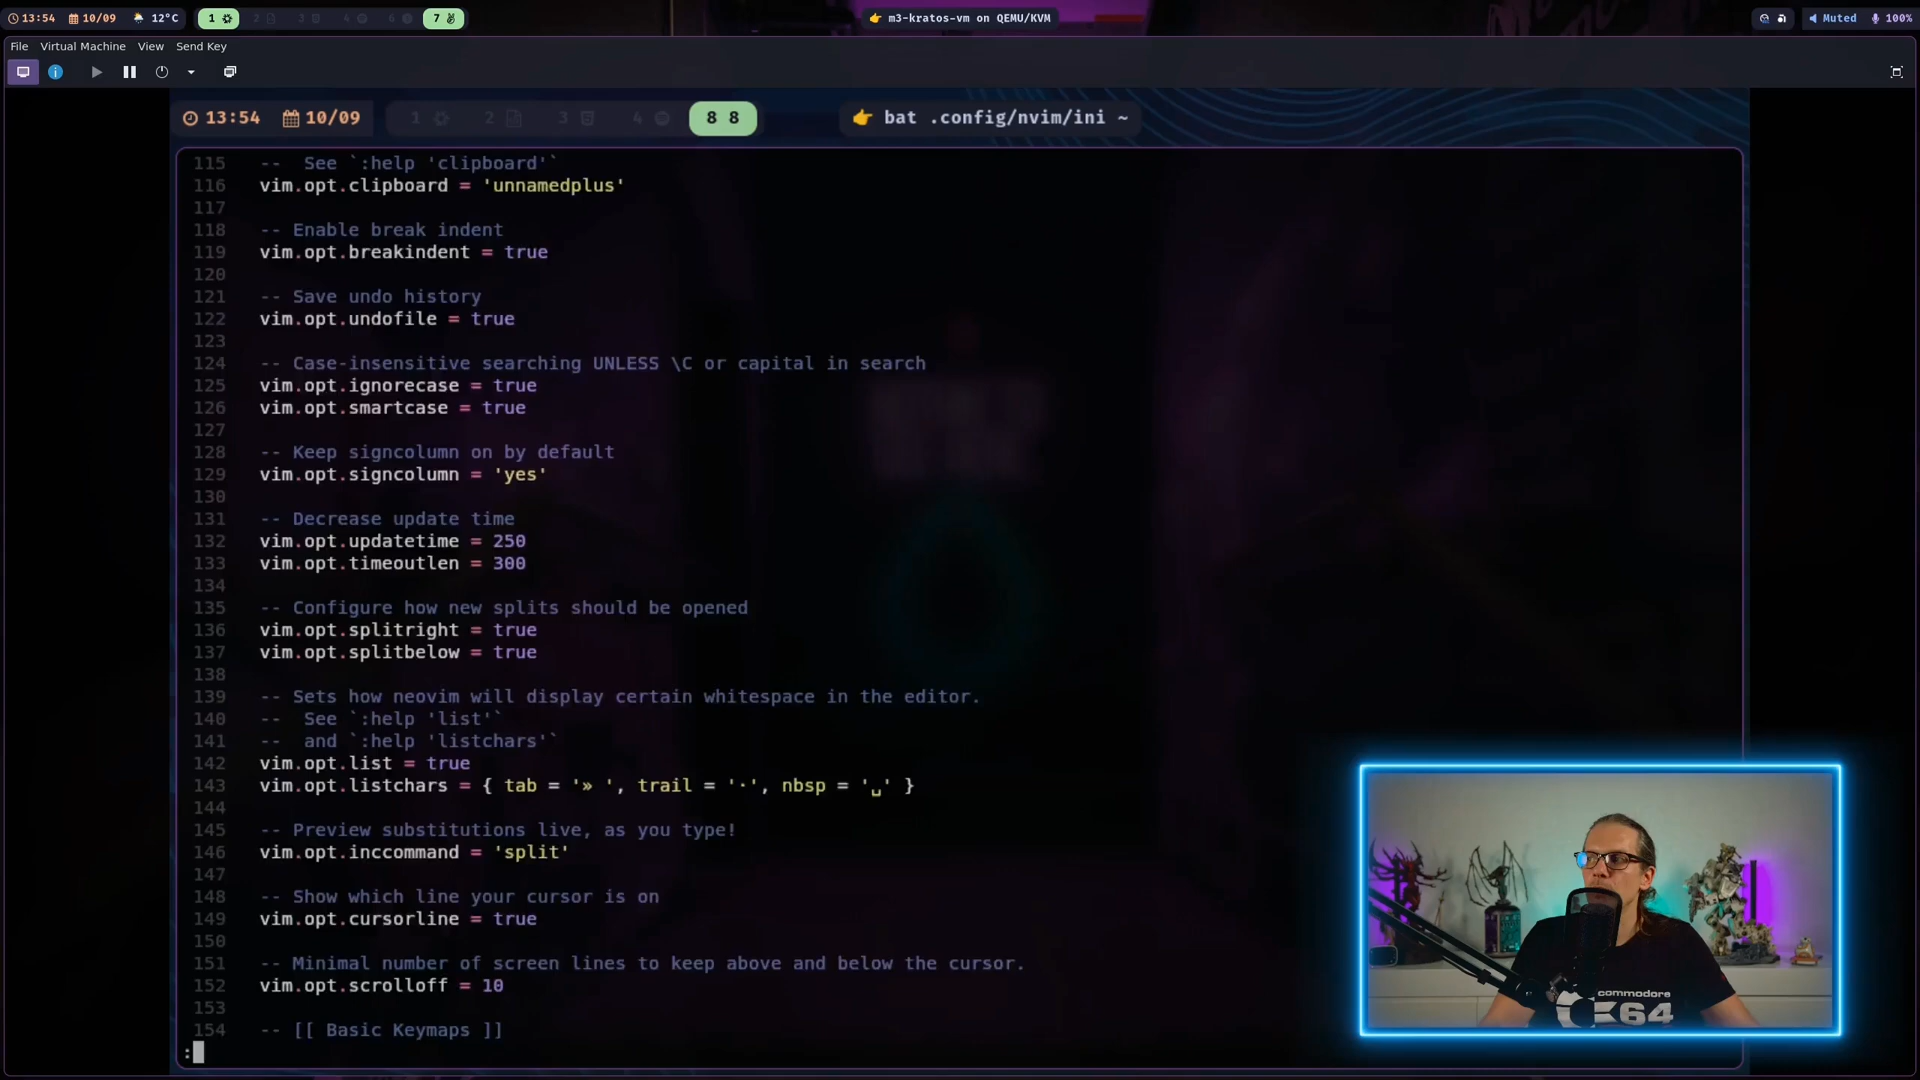 13:54 10/09 12°C 1 2 3 4 6 7 👉 m3-kratos-vm on QEMU/KVM Muted 100%
File Virtual Machine View Send Key
13:54 10/09 1 2 3 4 8 8 👉 bat .config/nvim/ini ~
115 --  See `:help 'clipboard'`
116 vim.opt.clipboard = 'unnamedplus'
117
118 -- Enable break indent
119 vim.opt.breakindent = true
120
121 -- Save undo history
122 vim.opt.undofile = true
123
124 -- Case-insensitive searching UNLESS \C or capital in search
125 vim.opt.ignorecase = true
126 vim.opt.smartcase = true
127
128 -- Keep signcolumn on by default
129 vim.opt.signcolumn = 'yes'
130
131 -- Decrease update time
132 vim.opt.updatetime = 250
133 vim.opt.timeoutlen = 300
134
135 -- Configure how new splits should be opened
136 vim.opt.splitright = true
137 vim.opt.splitbelow = true
138
139 -- Sets how neovim will display certain whitespace in the editor.
140 --  See `:help 'list'`
141 --  and `:help 'listchars'`
142 vim.opt.list = true
143 vim.opt.listchars = { tab = '» ', trail = '·', nbsp = '␣' }
144
145 -- Preview substitutions live, as you type!
146 vim.opt.inccommand = 'split'
147
148 -- Show which line your cursor is on
149 vim.opt.cursorline = true
150
151 -- Minimal number of screen lines to keep above and below the cursor.
152 vim.opt.scrolloff = 10
153
154 -- [[ Basic Keymaps ]]
:
commodore
64